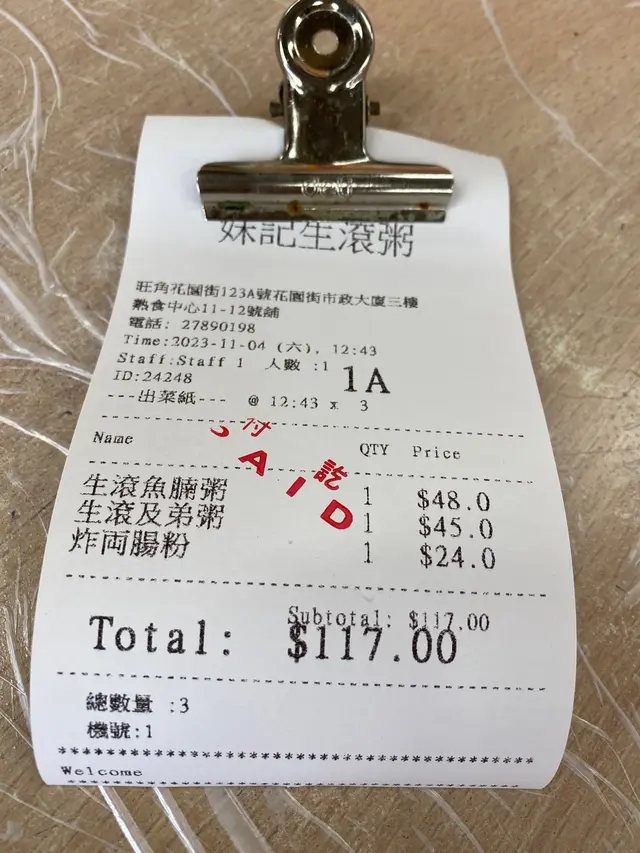 妹記生滾粥
旺角花園街123A號花園街市政大廈三樓
熟食中心11-12號舖
電話: 27890198
Time:2023-11-04 (六), 12:43
Staff:Staff 1 人數 :1
1A
ID:24248
---出菜紙--- @ 12:43 x 3
付訖
PAID
Name QTY Price
生滾魚腩粥 1 $48.0
生滾及弟粥 1 $45.0
炸両腸粉 1 $24.0
Subtotal: $117.00
Total: $117.00
總數量 :3
機號:1
******************************************
Welcome
******************************************